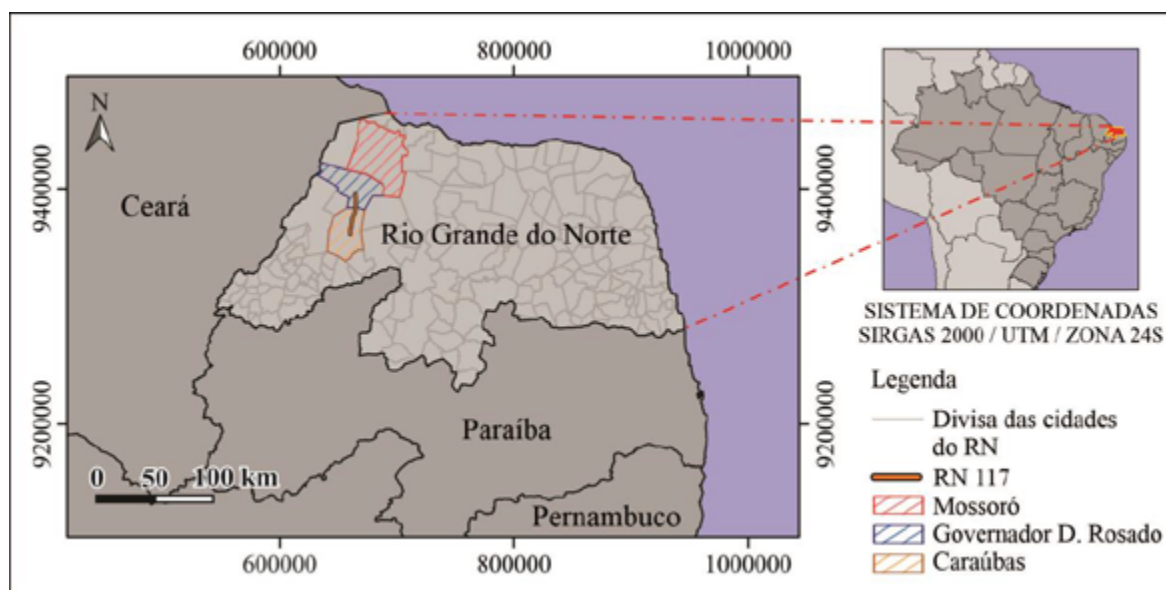 600000 800000 1000000
N
9400000 9400000
Ceará
Rio Grande do Norte
9200000 9200000
Paraíba
0 50 100 km
Pernambuco
600000 800000 1000000
SISTEMA DE COORDENADAS
SIRGAS 2000 / UTM / ZONA 24S
Legenda
Divisa das cidades
do RN
RN 117
Mossoró
Governador D. Rosado
Caraúbas